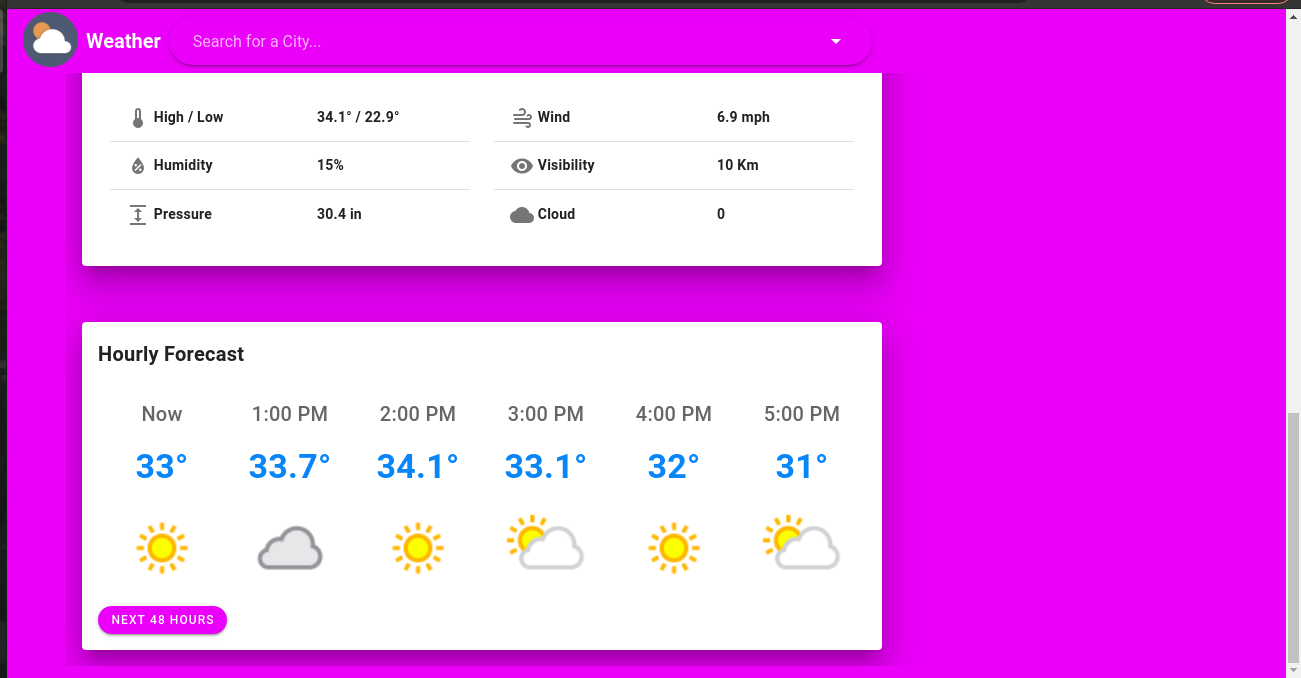 Weather
Search for a City...
High / Low 34.1° / 22.9° Wind 6.9 mph
Humidity 15% Visibility 10 Km
Pressure 30.4 in Cloud 0
Hourly Forecast
Now 1:00 PM 2:00 PM 3:00 PM 4:00 PM 5:00 PM
33° 33.7° 34.1° 33.1° 32° 31°
NEXT 48 HOURS